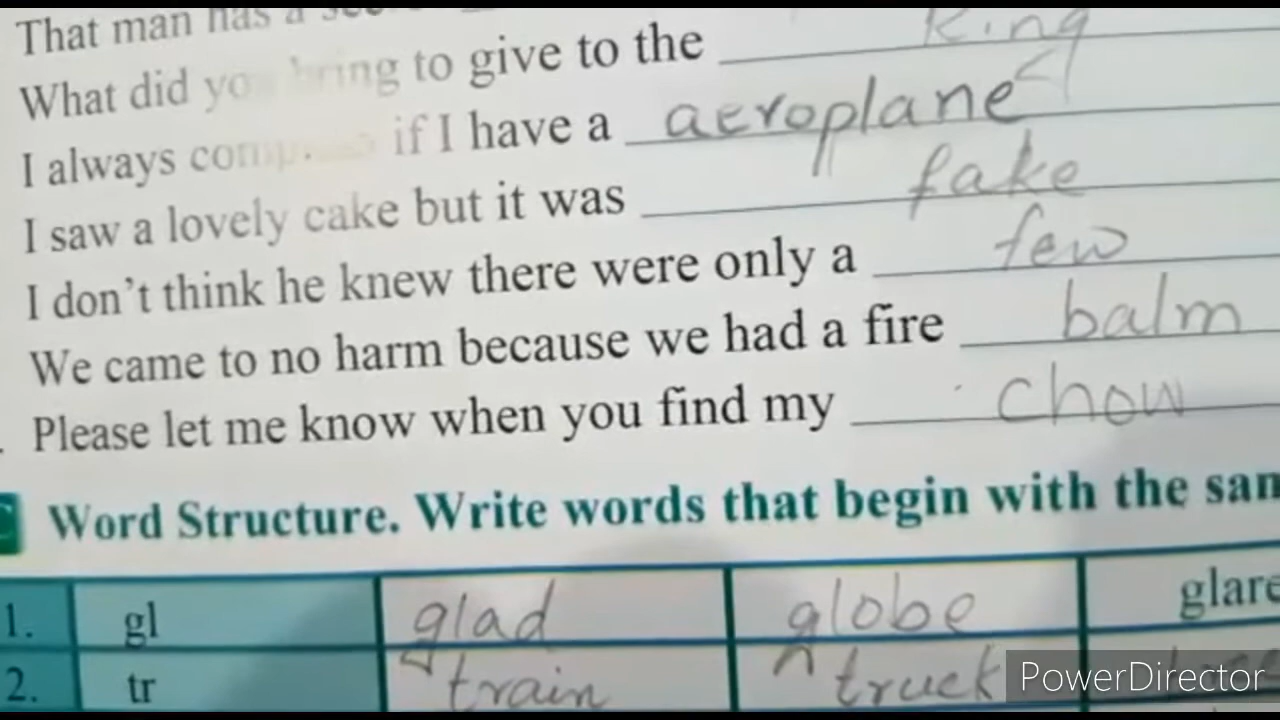 That man has a
What did you bring to give to the King
I always if I have a aeroplane
I saw a lovely cake but it was fake
I don't think he knew there were only a few
We came to no harm because we had a fire balm
Please let me know when you find my chow
C Word Structure. Write words that begin with the
1. gl glad globe glare
2. tr train truck
PowerDirector